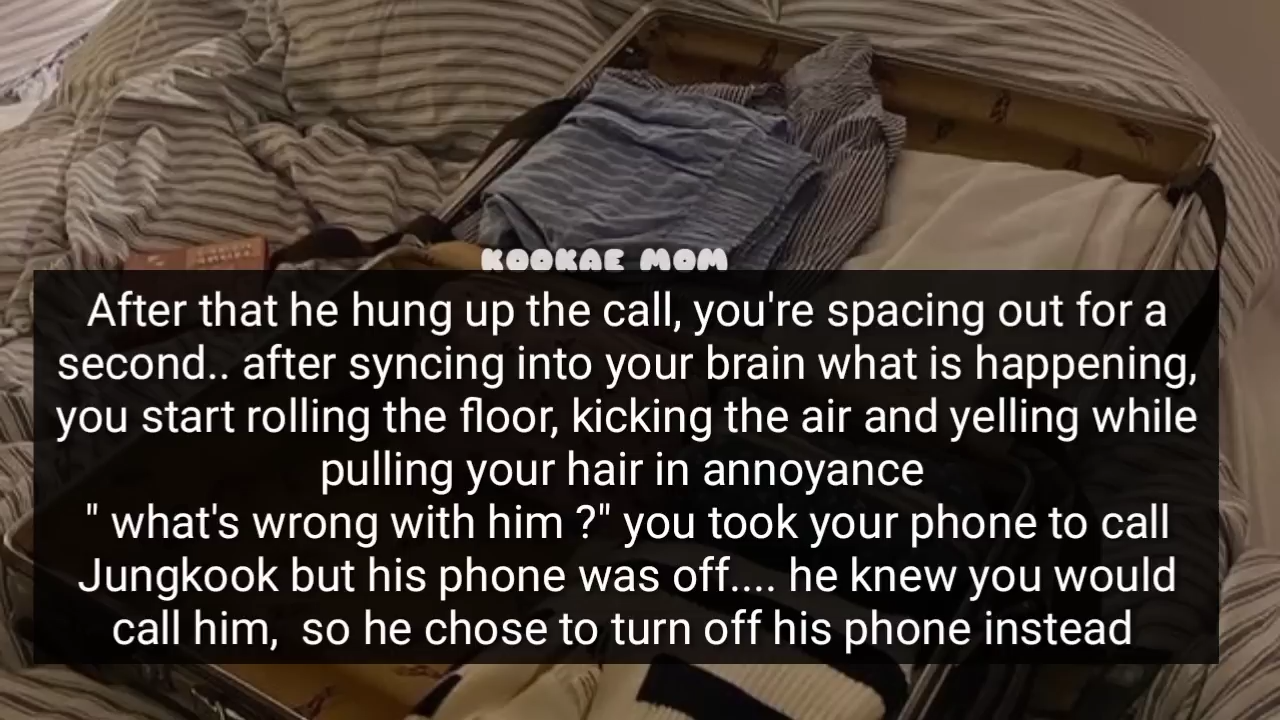 KOOKAE MOM
After that he hung up the call, you're spacing out for a
second.. after syncing into your brain what is happening,
you start rolling the floor, kicking the air and yelling while
pulling your hair in annoyance
" what's wrong with him ?" you took your phone to call
Jungkook but his phone was off.... he knew you would
call him,  so he chose to turn off his phone instead